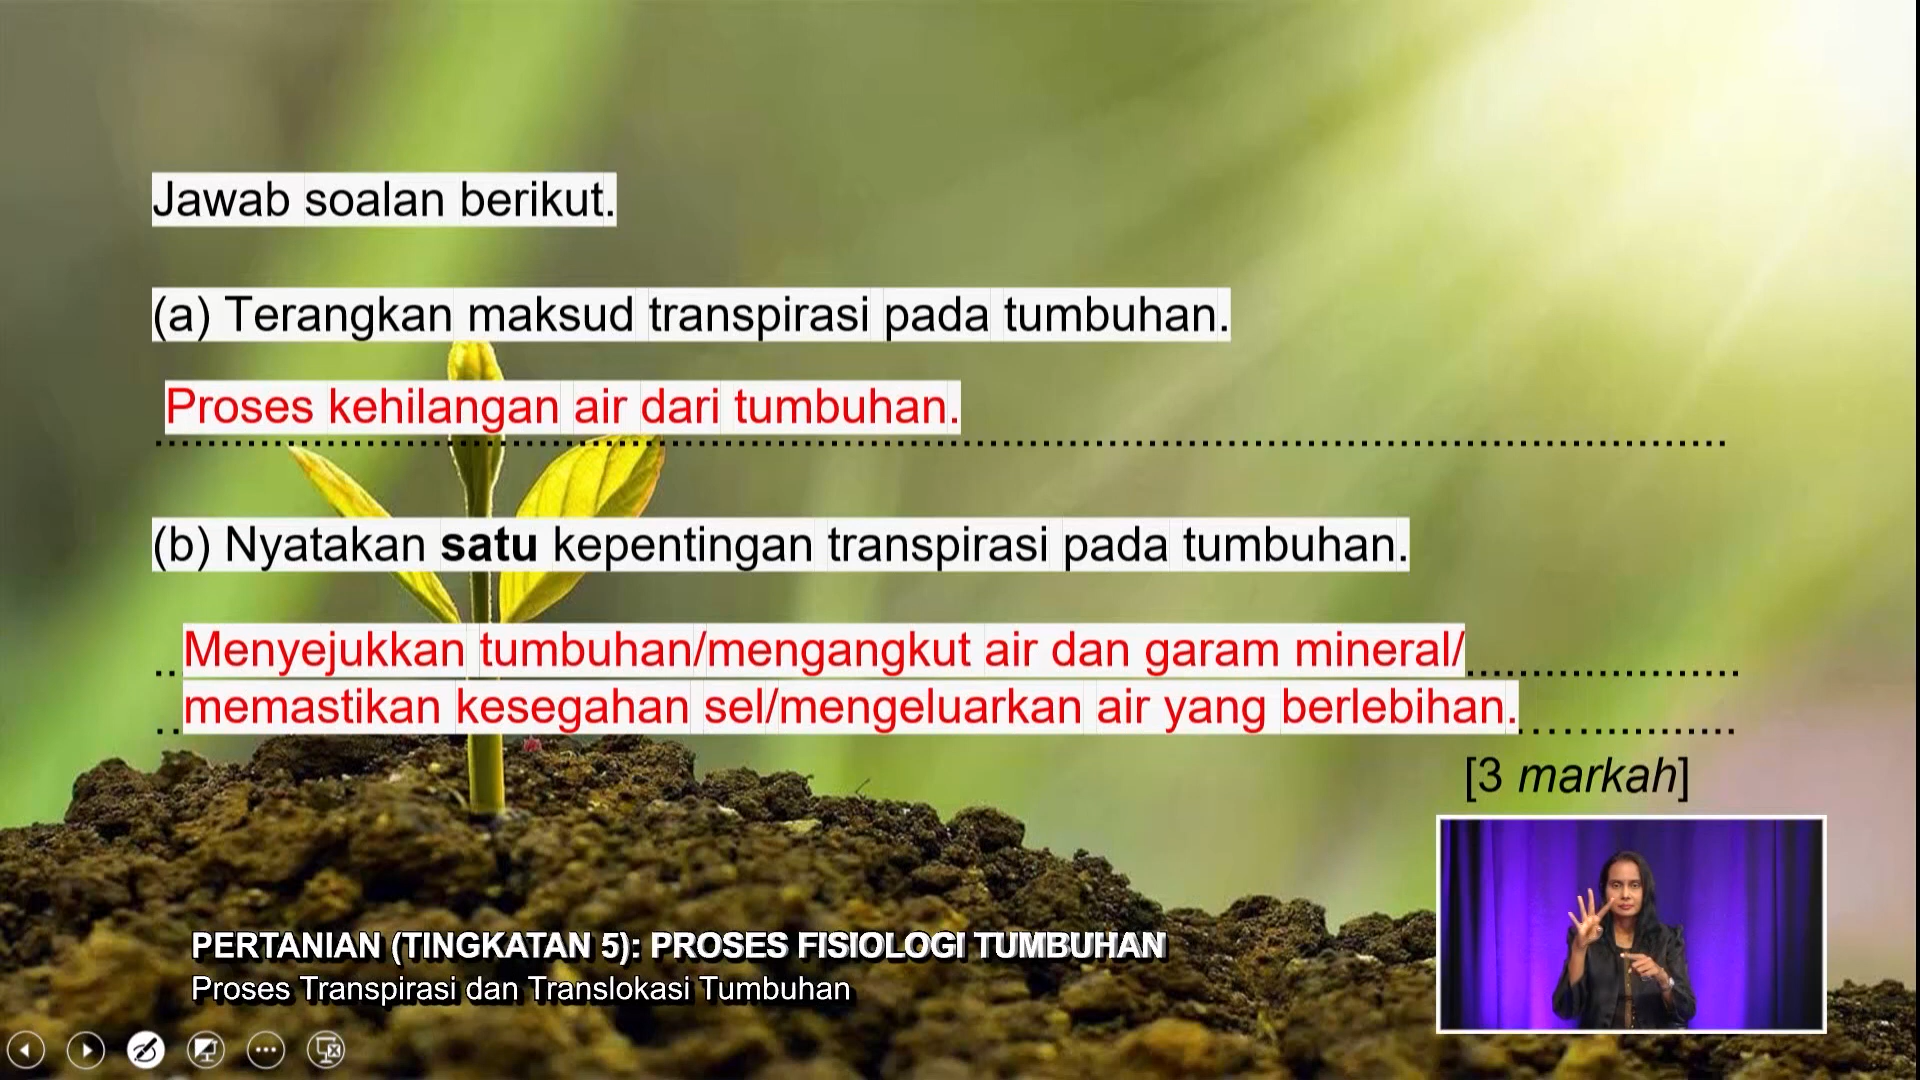 Jawab soalan berikut.
(a) Terangkan maksud transpirasi pada tumbuhan.
Proses kehilangan air dari tumbuhan.
(b) Nyatakan satu kepentingan transpirasi pada tumbuhan.
Menyejukkan tumbuhan/mengangkut air dan garam mineral/
memastikan kesegahan sel/mengeluarkan air yang berlebihan.
[3 markah]
PERTANIAN (TINGKATAN 5): PROSES FISIOLOGI TUMBUHAN
Proses Transpirasi dan Translokasi Tumbuhan